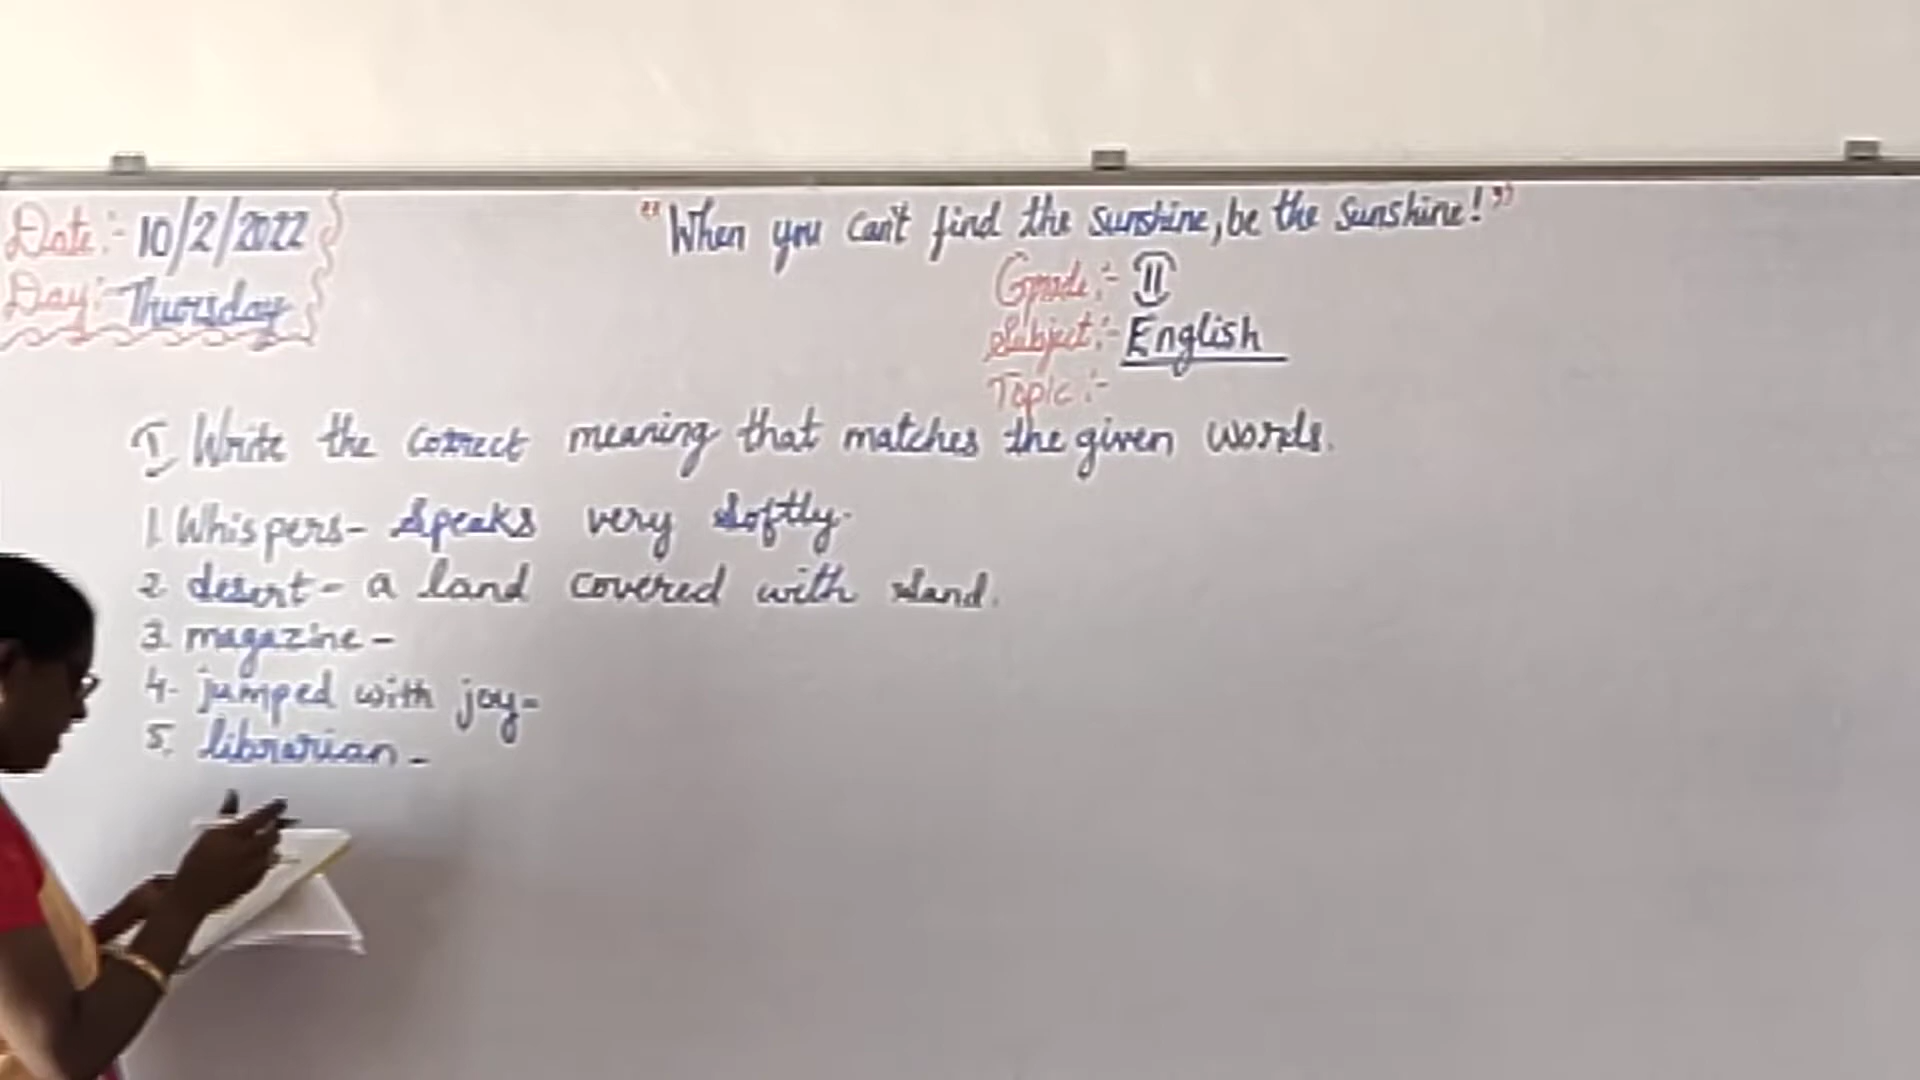 Date:- 10/2/2022
Day:- Thursday
"When you can't find the sunshine, be the sunshine!"
Grade:- II
Subject:- English
Topic:-
I Write the correct meaning that matches the given words.
1. Whispers- Speaks very softly.
2. desert- a land covered with sand.
3. magazine -
4. jumped with joy-
5. librarian -